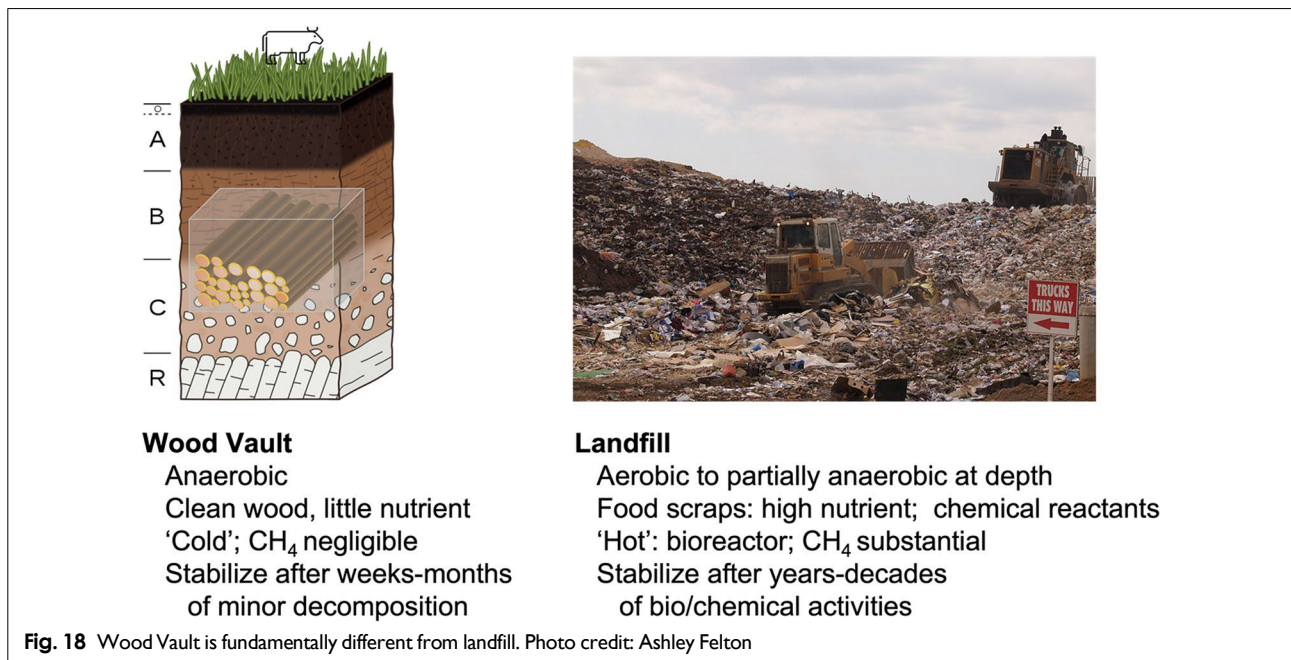 O
A
B
C
R
TRUCKS
THIS WAY
Wood Vault
Anaerobic
Clean wood, little nutrient
‘Cold’; CH₄ negligible
Stabilize after weeks-months
of minor decomposition
Landfill
Aerobic to partially anaerobic at depth
Food scraps: high nutrient; chemical reactants
‘Hot’: bioreactor; CH₄ substantial
Stabilize after years-decades
of bio/chemical activities
Fig. 18 Wood Vault is fundamentally different from landfill. Photo credit: Ashley Felton